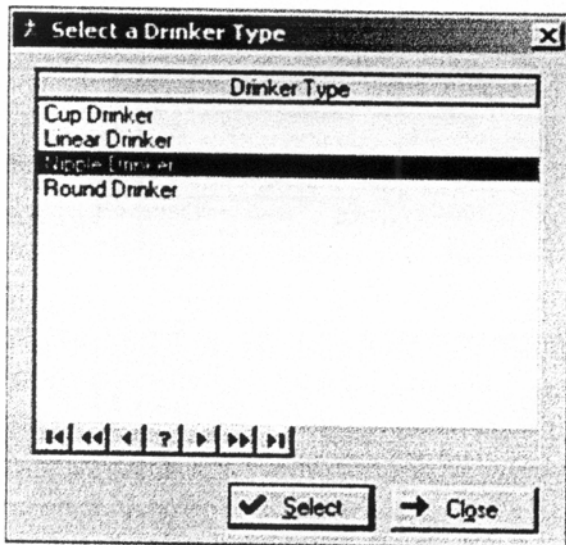 Select a Drinker Type
Drinker Type
Cup Drinker
Linear Drinker
Nipple Drinker
Round Drinker
?
Select
Close